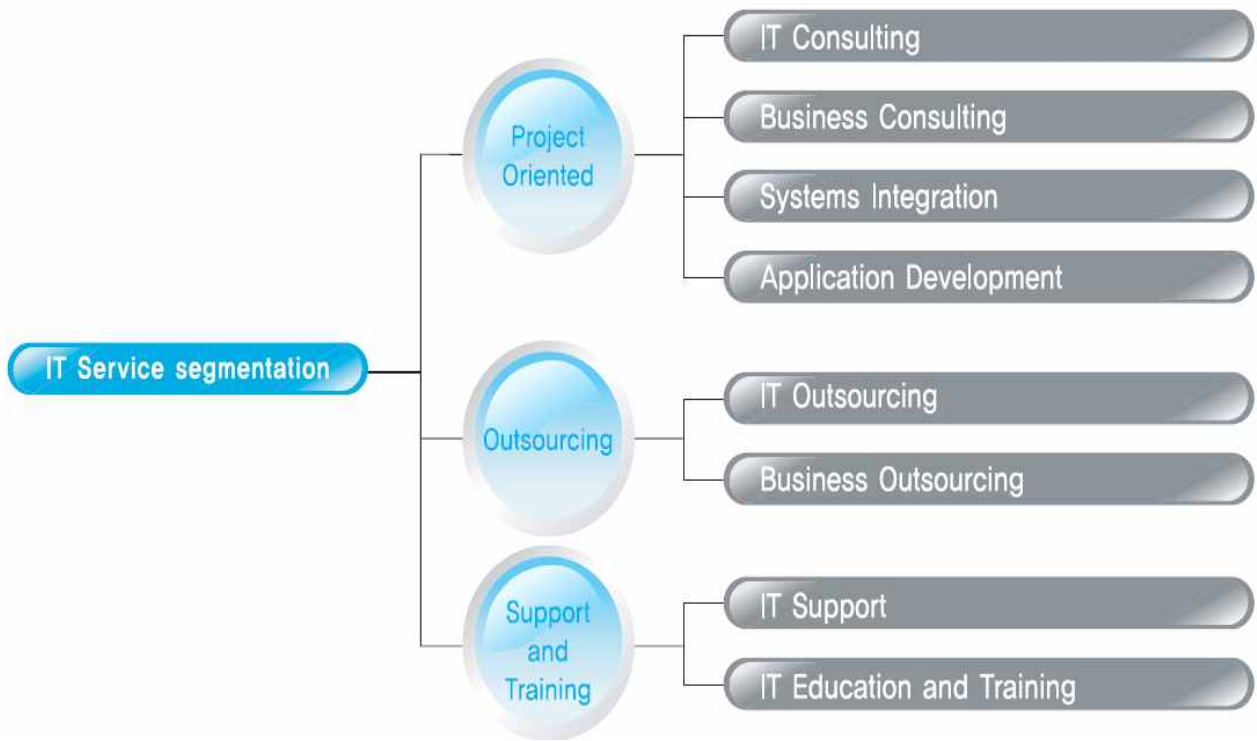 IT Service segmentation
Project
Oriented
IT Consulting
Business Consulting
Systems Integration
Application Development
Outsourcing
IT Outsourcing
Business Outsourcing
Support
and
Training
IT Support
IT Education and Training